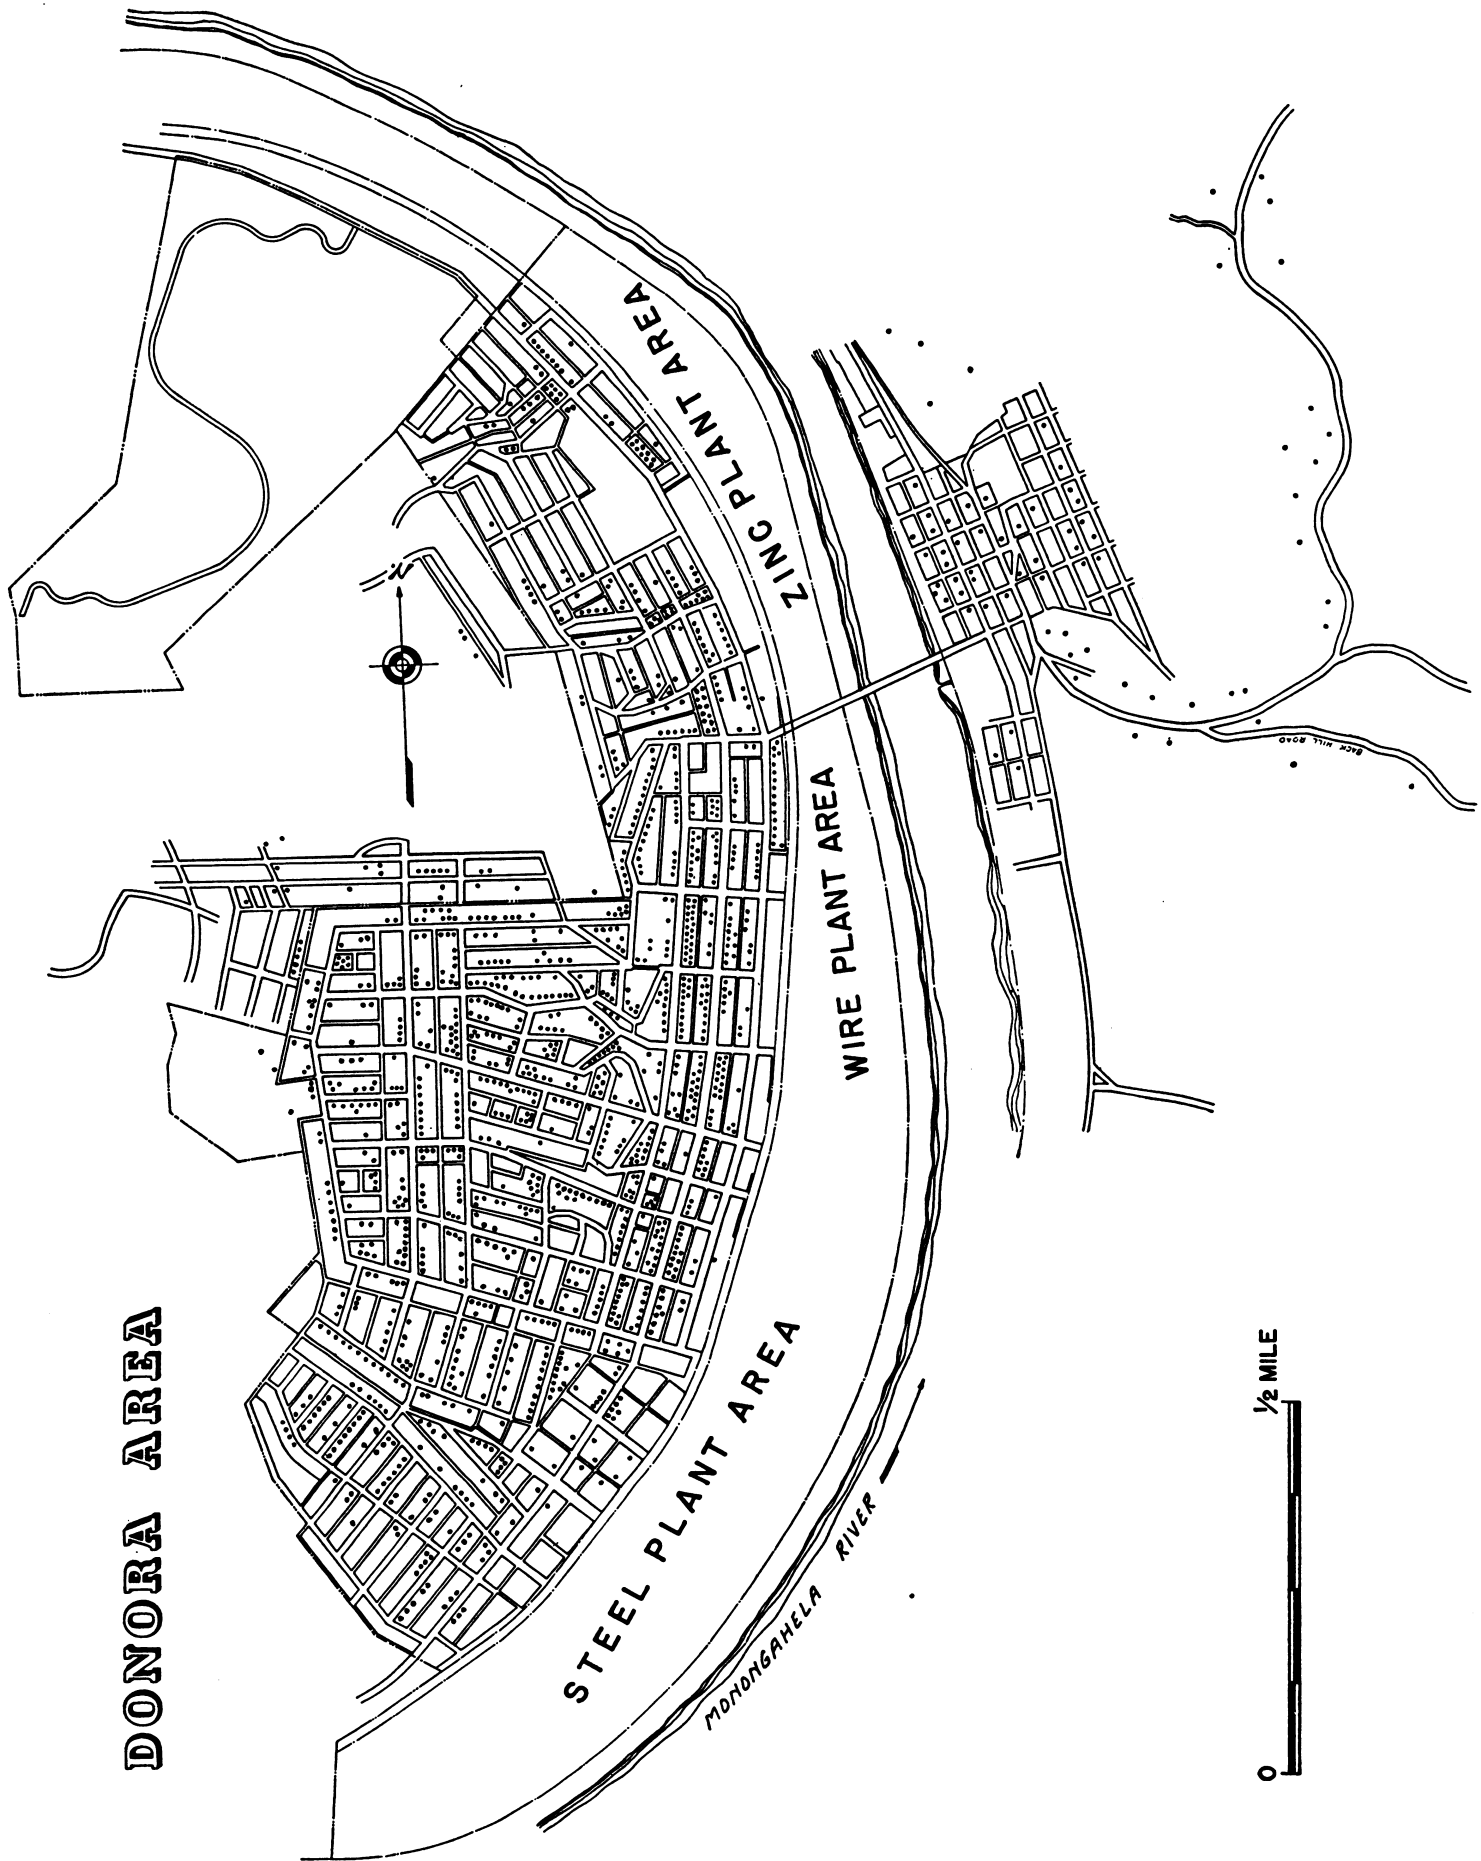 DONORA AREA
N
ZINC PLANT AREA
WIRE PLANT AREA
STEEL PLANT AREA
MONONGAHELA RIVER
BACK HILL ROAD
0
1/2 MILE